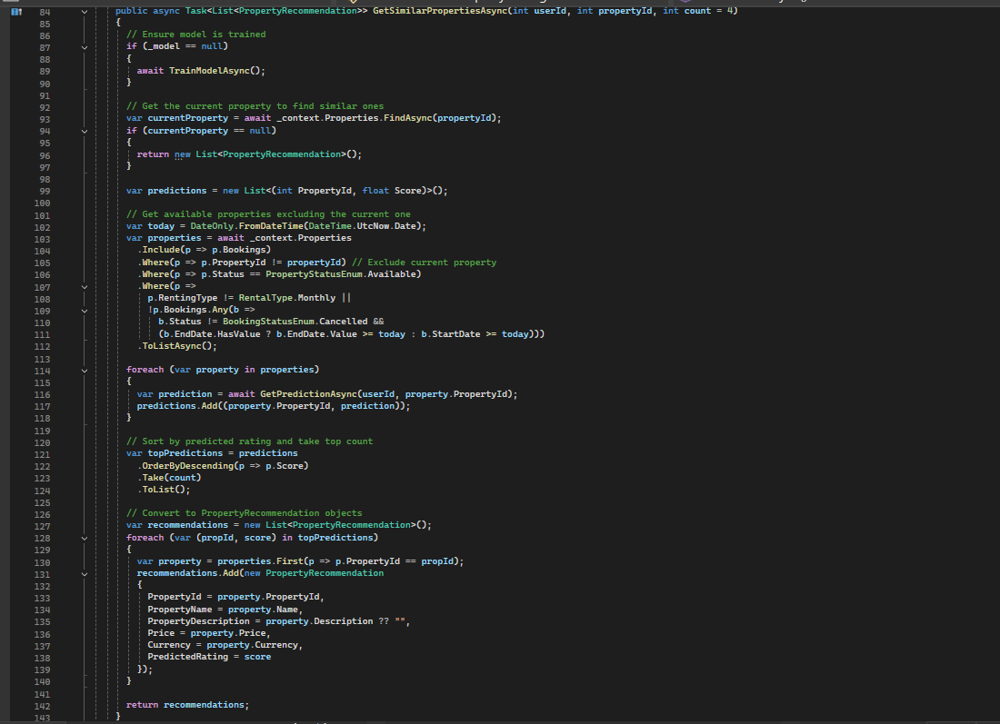 84 public async Task<List<PropertyRecommendation>> GetSimilarPropertiesAsync(int userId, int propertyId, int count = 4)
85 {
86 // Ensure model is trained
87 if (_model == null)
88 {
89 await TrainModelAsync();
90 }
91
92 // Get the current property to find similar ones
93 var currentProperty = await _context.Properties.FindAsync(propertyId);
94 if (currentProperty == null)
95 {
96 return new List<PropertyRecommendation>();
97 }
98
99 var predictions = new List<(int PropertyId, float Score)>();
100
101 // Get available properties excluding the current one
102 var today = DateOnly.FromDateTime(DateTime.UtcNow.Date);
103 var properties = await _context.Properties
104 .Include(p => p.Bookings)
105 .Where(p => p.PropertyId != propertyId) // Exclude current property
106 .Where(p => p.Status == PropertyStatusEnum.Available)
107 .Where(p =>
108 p.RentingType != RentalType.Monthly ||
109 !p.Bookings.Any(b =>
110 b.Status != BookingStatusEnum.Cancelled &&
111 (b.EndDate.HasValue ? b.EndDate.Value >= today : b.StartDate >= today)))
112 .ToListAsync();
113
114 foreach (var property in properties)
115 {
116 var prediction = await GetPredictionAsync(userId, property.PropertyId);
117 predictions.Add((property.PropertyId, prediction));
118 }
119
120 // Sort by predicted rating and take top count
121 var topPredictions = predictions
122 .OrderByDescending(p => p.Score)
123 .Take(count)
124 .ToList();
125
126 // Convert to PropertyRecommendation objects
127 var recommendations = new List<PropertyRecommendation>();
128 foreach (var (propId, score) in topPredictions)
129 {
130 var property = properties.First(p => p.PropertyId == propId);
131 recommendations.Add(new PropertyRecommendation
132 {
133 PropertyId = property.PropertyId,
134 PropertyName = property.Name,
135 PropertyDescription = property.Description ?? "",
136 Price = property.Price,
137 Currency = property.Currency,
138 PredictedRating = score
139 });
140 }
141
142 return recommendations;
143 }